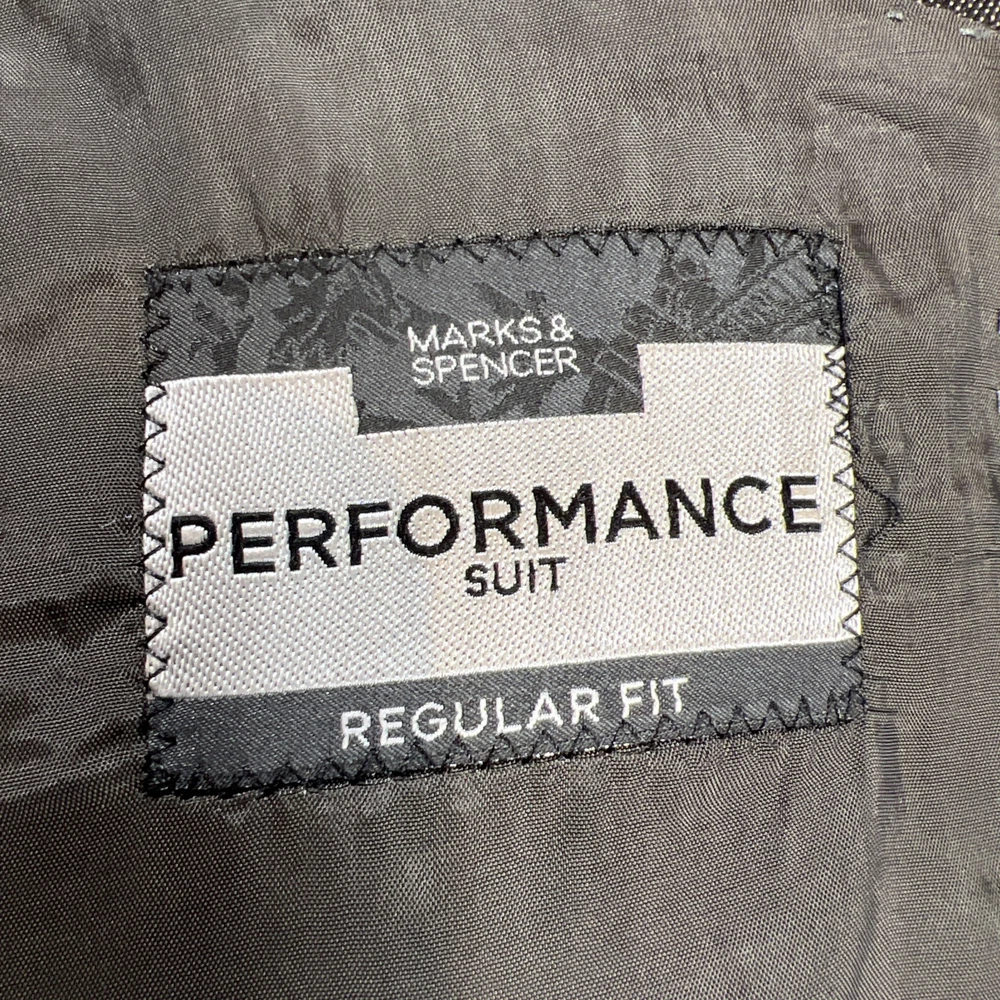 MARKS &
SPENCER
PERFORMANCE
SUIT
REGULAR FIT